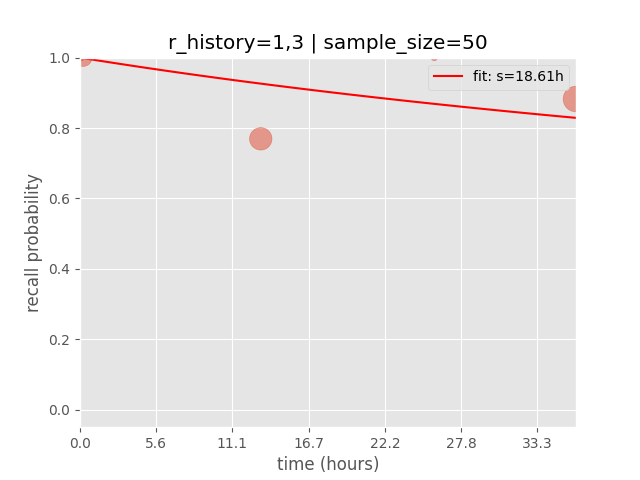 r_history=1,3 | sample_size=50
fit: s=18.61h
recall probability
1.0
0.8
0.6
0.4
0.2
0.0
0.0 5.6 11.1 16.7 22.2 27.8 33.3
time (hours)